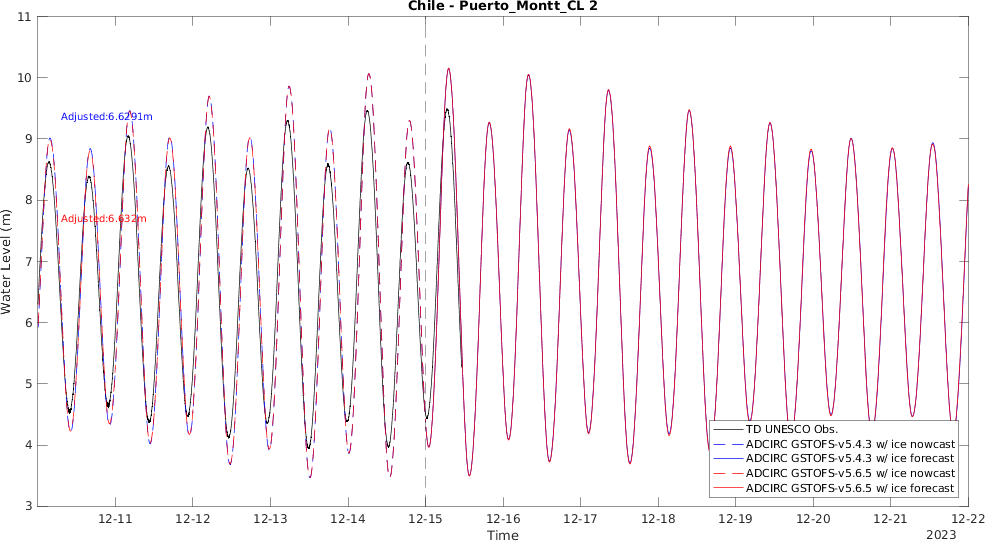 Chile - Puerto_Montt_CL 2
11
10
9
8
7
6
5
4
3
Water Level (m)
Adjusted:6.6291m
Adjusted:6.632m
TD UNESCO Obs.
ADCIRC GSTOFS-v5.4.3 w/ ice nowcast
ADCIRC GSTOFS-v5.4.3 w/ ice forecast
ADCIRC GSTOFS-v5.6.5 w/ ice nowcast
ADCIRC GSTOFS-v5.6.5 w/ ice forecast
12-11 12-12 12-13 12-14 12-15 12-16 12-17 12-18 12-19 12-20 12-21 12-22
2023
Time